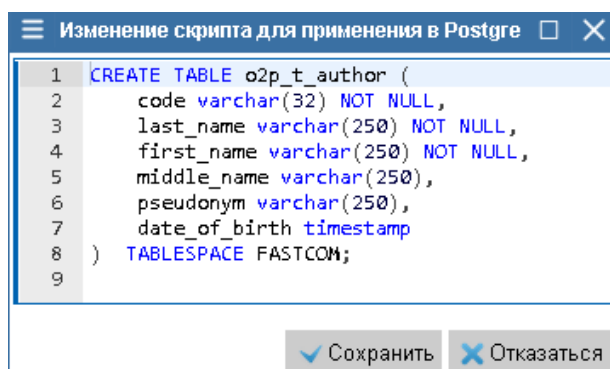 Изменение скрипта для применения в Postgre
1 CREATE TABLE o2p_t_author (
2 code varchar(32) NOT NULL,
3 last_name varchar(250) NOT NULL,
4 first_name varchar(250) NOT NULL,
5 middle_name varchar(250),
6 pseudonym varchar(250),
7 date_of_birth timestamp
8 ) TABLESPACE FASTCOM;
9
Сохранить Отказаться